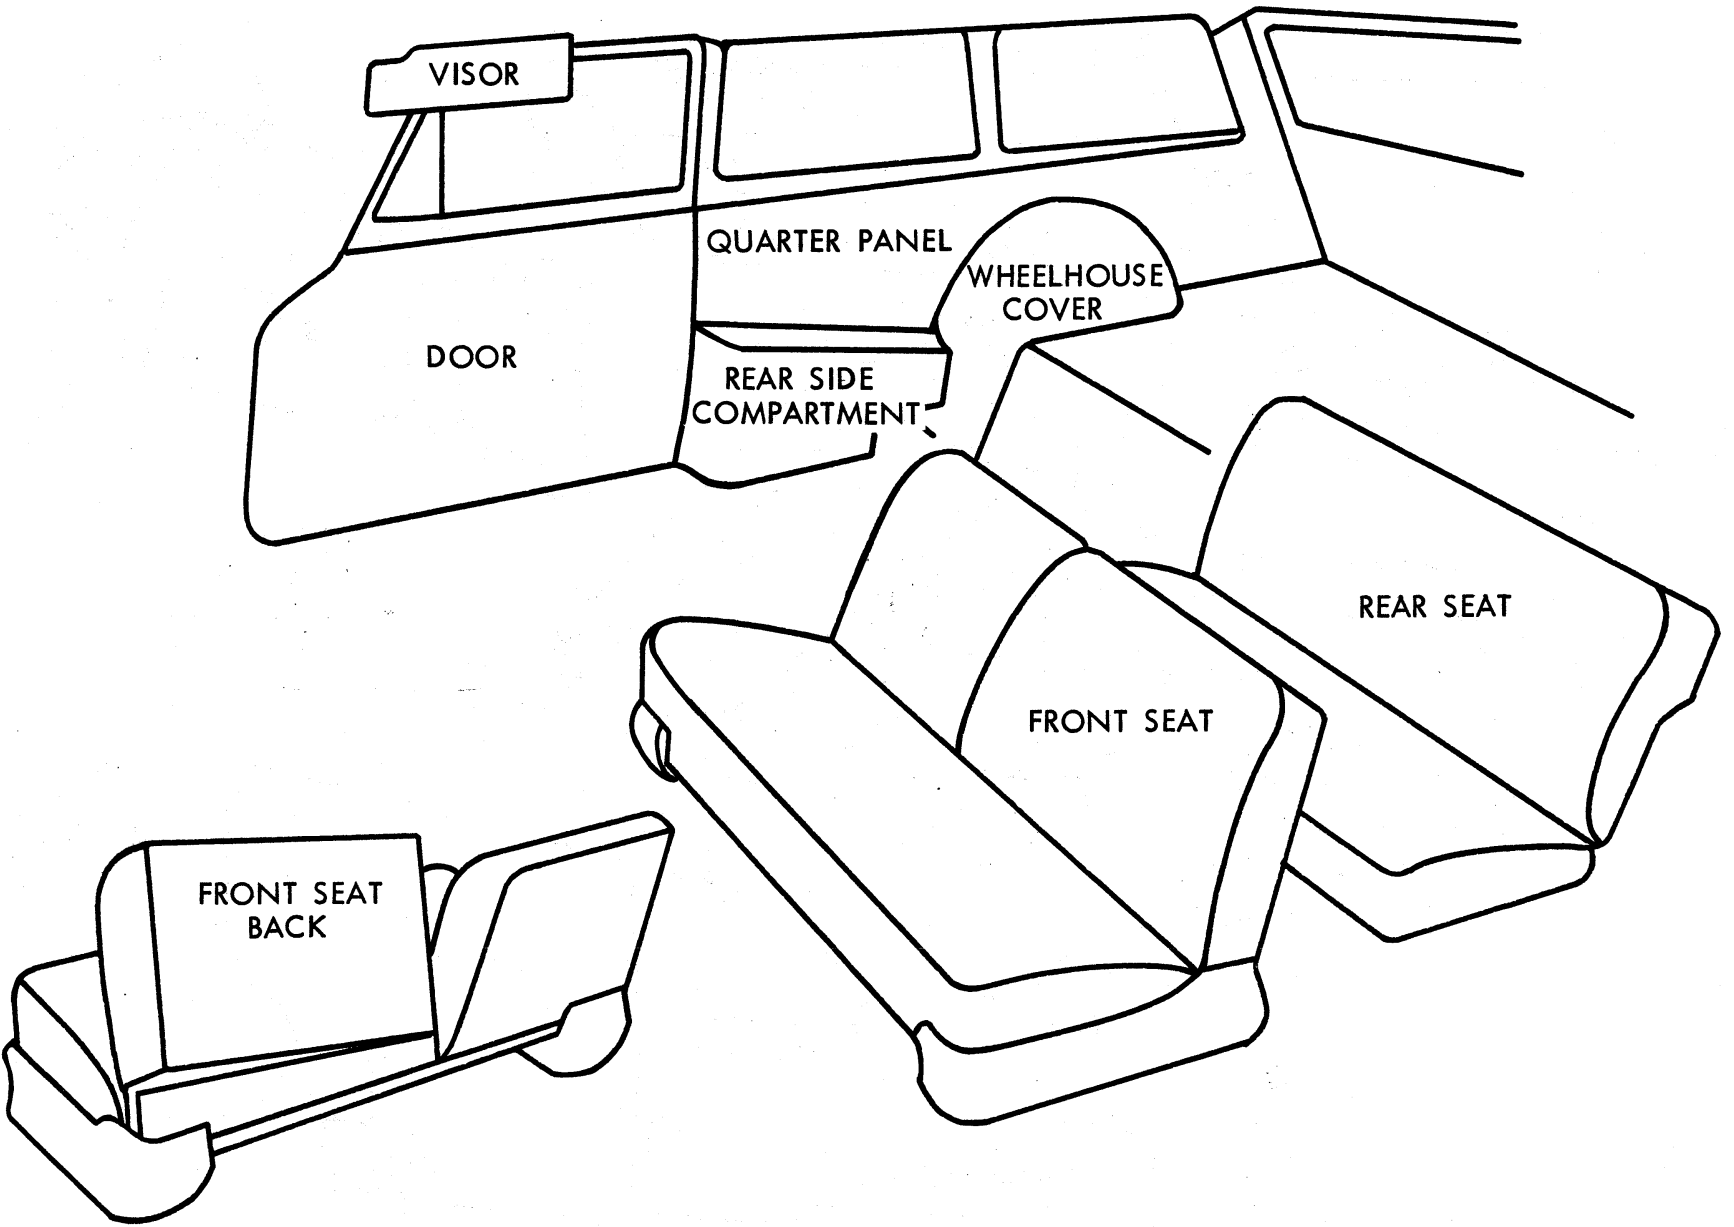 VISOR
QUARTER PANEL
WHEELHOUSE
COVER
DOOR
REAR SIDE
COMPARTMENT
REAR SEAT
FRONT SEAT
FRONT SEAT
BACK